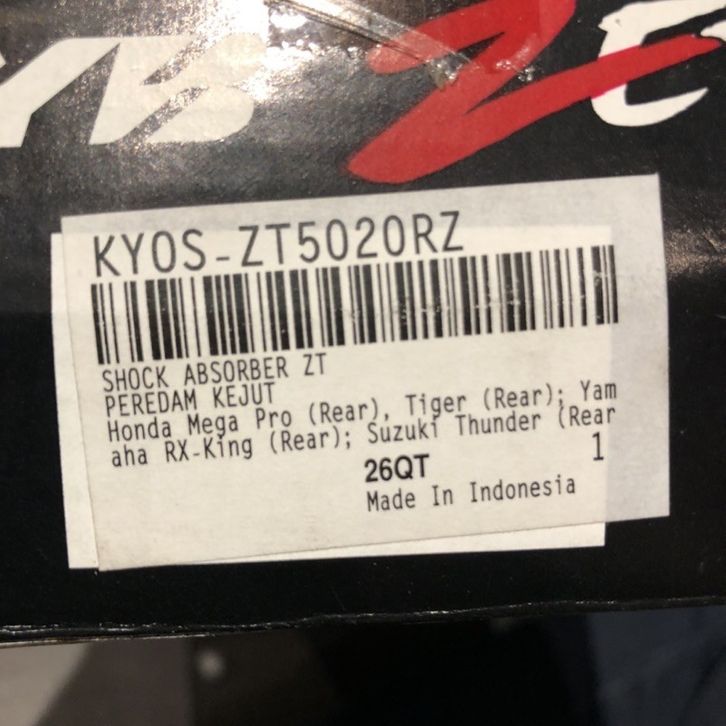 KYOS-ZT5020RZ
SHOCK ABSORBER ZT
PEREDAM KEJUT
Honda Mega Pro (Rear), Tiger (Rear); Yam
aha RX-King (Rear); Suzuki Thunder (Rear
1
26QT
Made In Indonesia